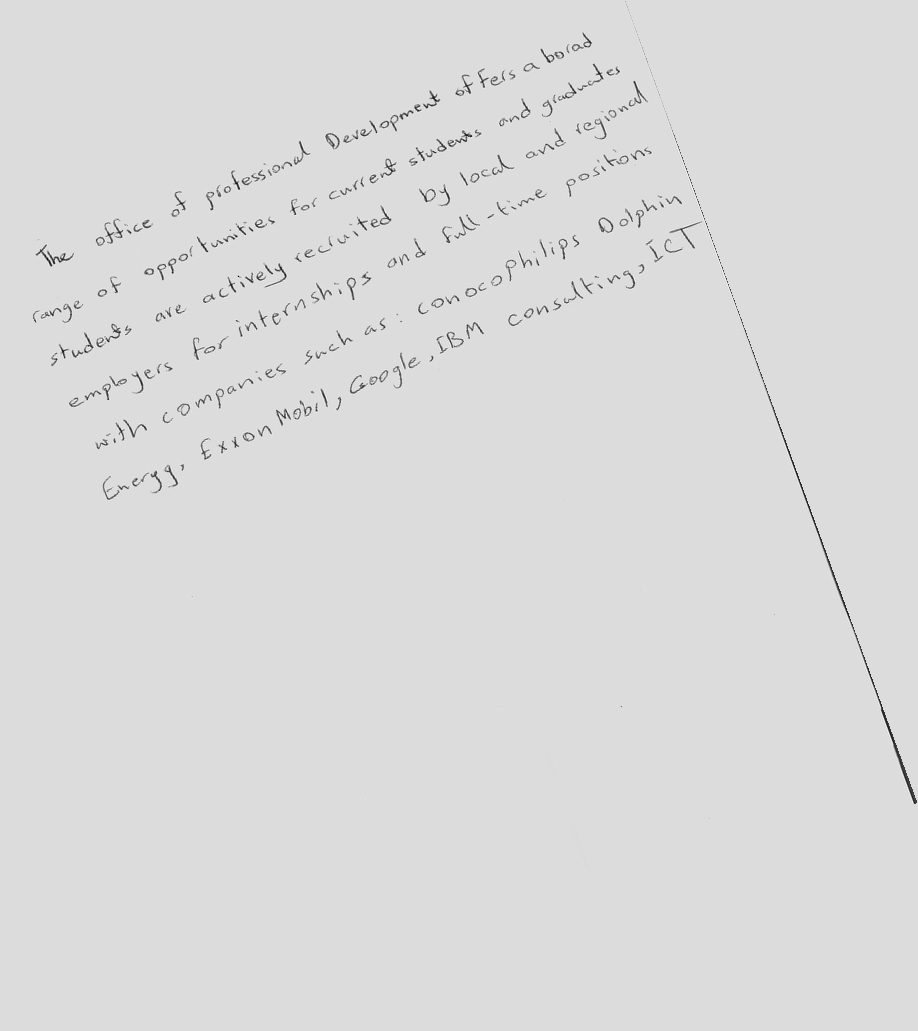 The office of professional Development offers a borad
range of opportunities for current students and graduates
students are actively recruited by local and regional
employers for internships and full-time positions
with companies such as: conocophilips Dolphin
Energy, ExxonMobil, Google, IBM consulting, ICT